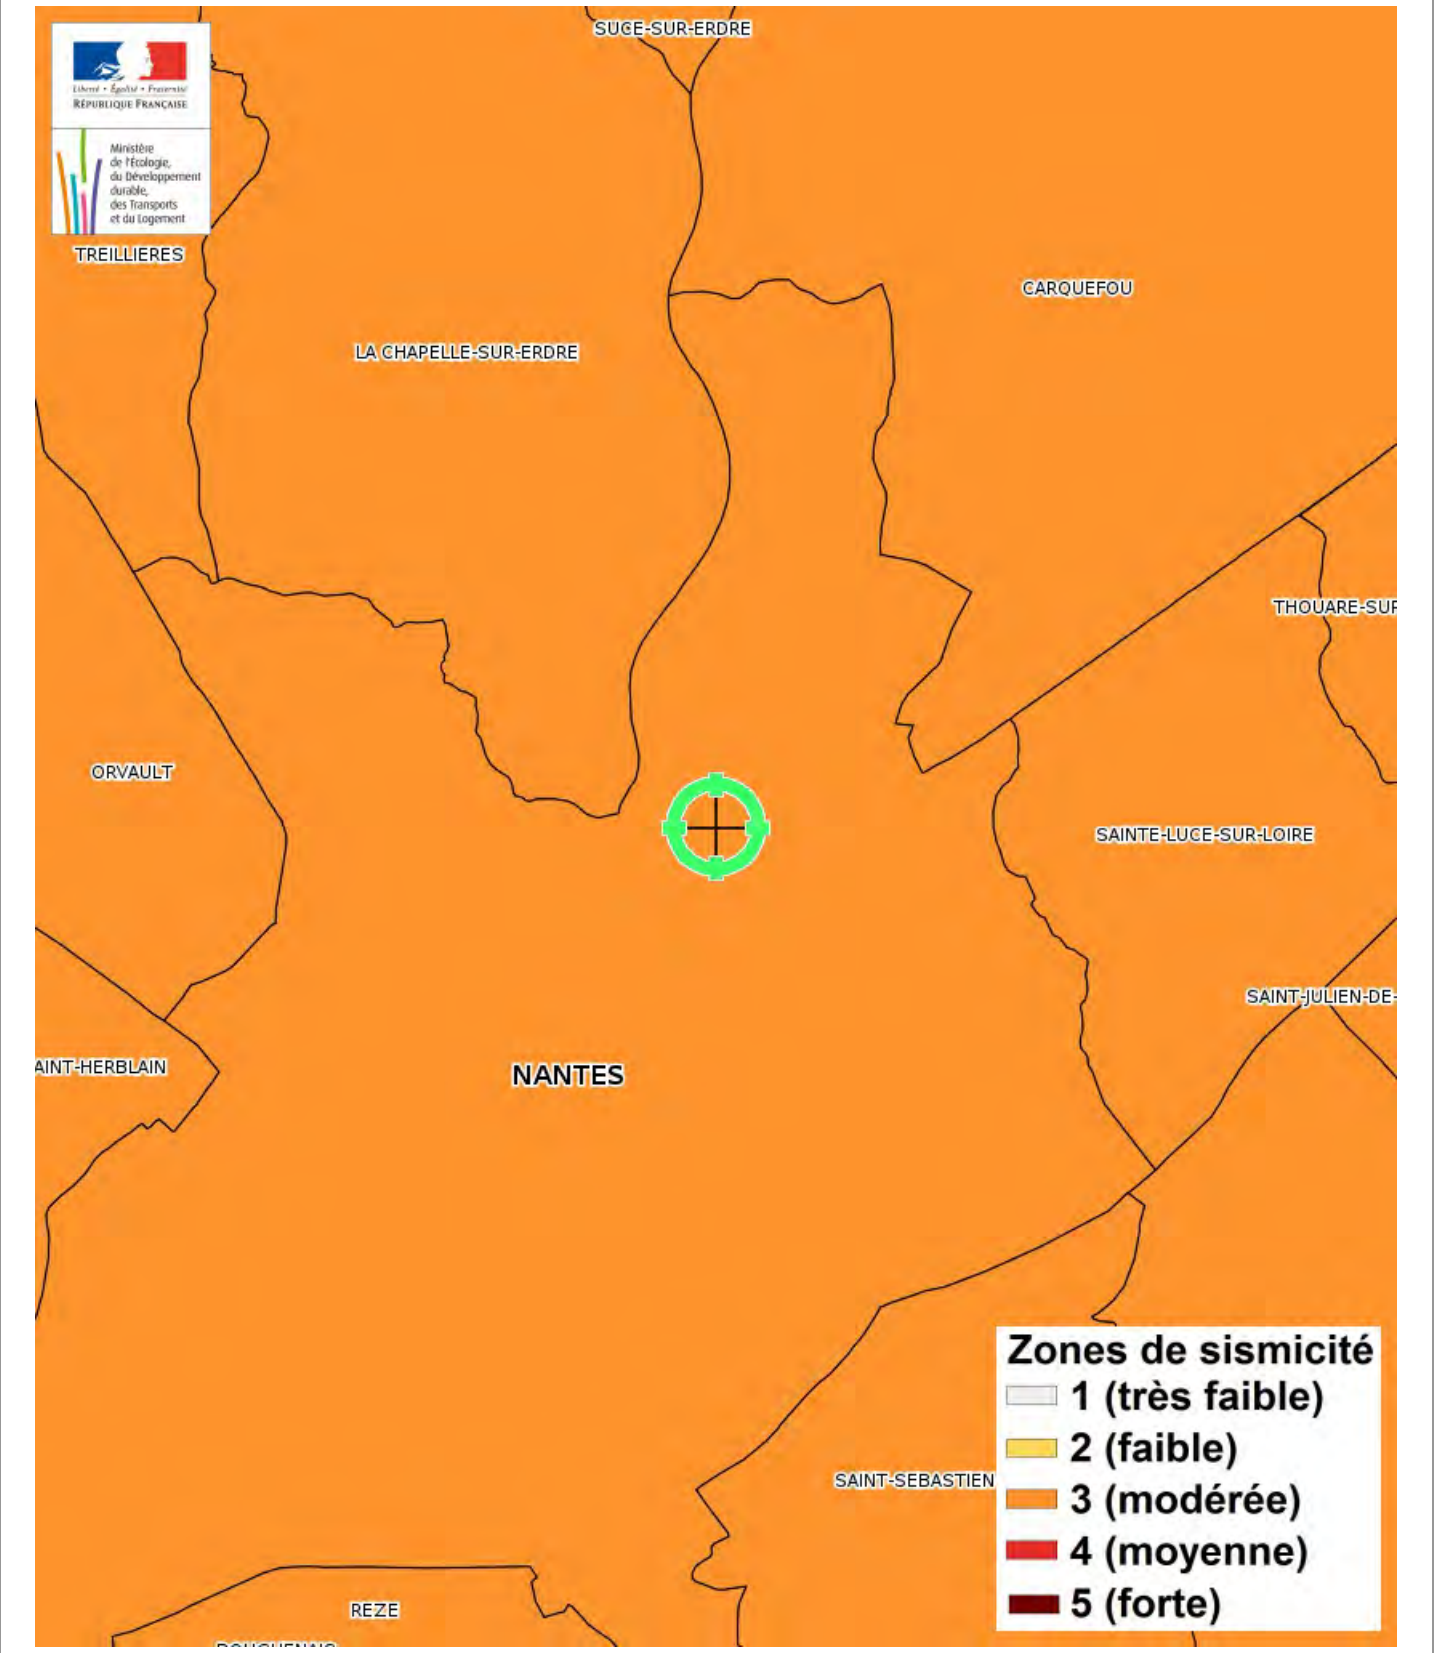 SUCE-SUR-ERDRE
Liberté • Égalité • Fraternité
RÉPUBLIQUE FRANÇAISE
Ministère
de l'Écologie,
du Développement
durable,
des Transports
et du Logement
TREILLIERES
CARQUEFOU
LA CHAPELLE-SUR-ERDRE
THOUARE-SUR
ORVAULT
SAINTE-LUCE-SUR-LOIRE
SAINT-JULIEN-DE-
AINT-HERBLAIN
NANTES
Zones de sismicité
1 (très faible)
2 (faible)
3 (modérée)
4 (moyenne)
5 (forte)
SAINT-SEBASTIEN
REZE